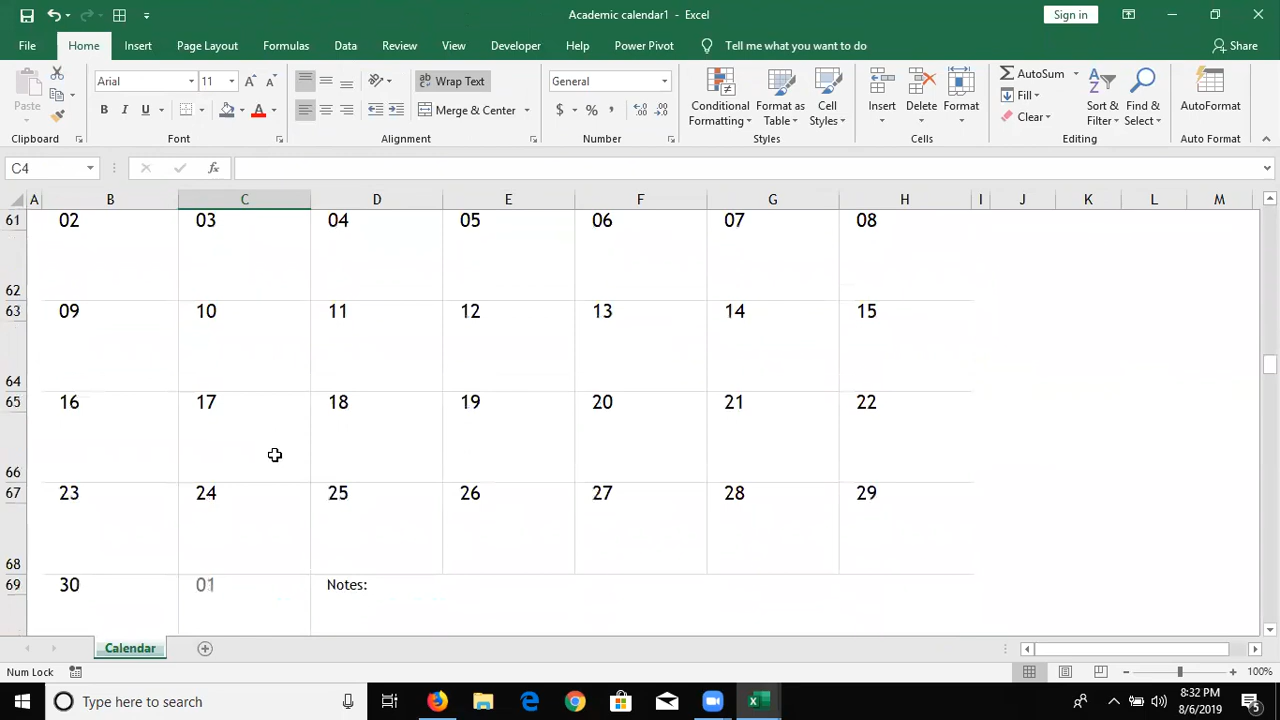 Academic calendar1 - Excel
Sign in
File Home Insert Page Layout Formulas Data Review View Developer Help Power Pivot Tell me what you want to do Share
Paste
Arial 11
Wrap Text
General
Conditional Formatting
Format as Table
Cell Styles
Insert
Delete
Format
AutoSum
Fill
Clear
Sort & Filter
Find & Select
AutoFormat
B I U A
Merge & Center
$ % ,
Clipboard Font Alignment Number Styles Cells Editing Auto Format
C4 fx
A B C D E F G H I J K L M
61 02 03 04 05 06 07 08
62
63 09 10 11 12 13 14 15
64
65 16 17 18 19 20 21 22
66
67 23 24 25 26 27 28 29
68
69 30 01 Notes:
Calendar
Num Lock 100%
Type here to search
8:32 PM
8/6/2019
5